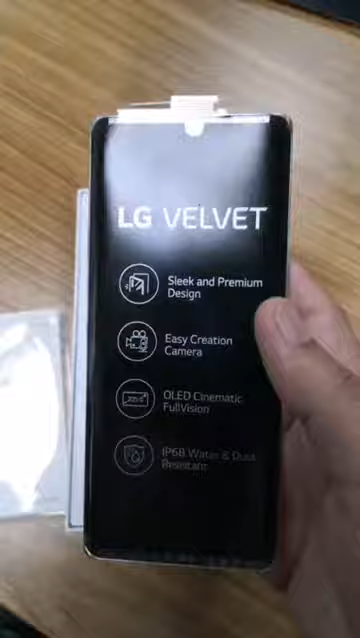 LG VELVET
Sleek and Premium
Design
Easy Creation
Camera
OLED Cinematic
FullVision
IP68 Water & Dust
Resistant